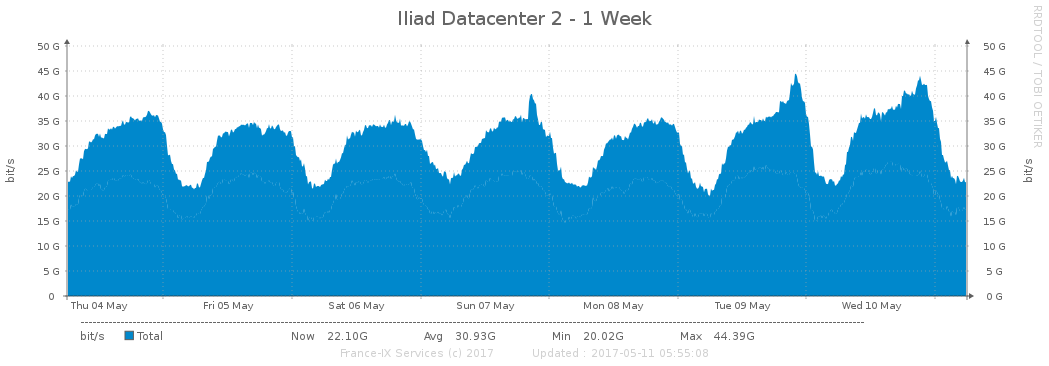 Iliad Datacenter 2 - 1 Week
RRDTOOL / TOBI OETIKER
bit/s
50 G
45 G
40 G
35 G
30 G
25 G
20 G
15 G
10 G
5 G
0
50 G
45 G
40 G
35 G
30 G
25 G
20 G
15 G
10 G
5 G
0 G
bit/s
Thu 04 May Fri 05 May Sat 06 May Sun 07 May Mon 08 May Tue 09 May Wed 10 May
bit/s Total Now 22.10G Avg 30.93G Min 20.02G Max 44.39G
France-IX Services (c) 2017 Updated : 2017-05-11 05:55:08